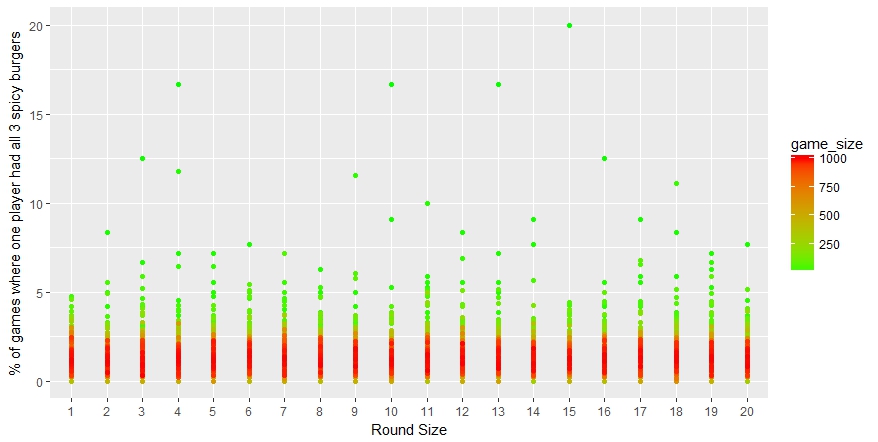 % of games where one player had all 3 spicy burgers
20
15
10
5
0
1 2 3 4 5 6 7 8 9 10 11 12 13 14 15 16 17 18 19 20
Round Size
game_size
1000
750
500
250